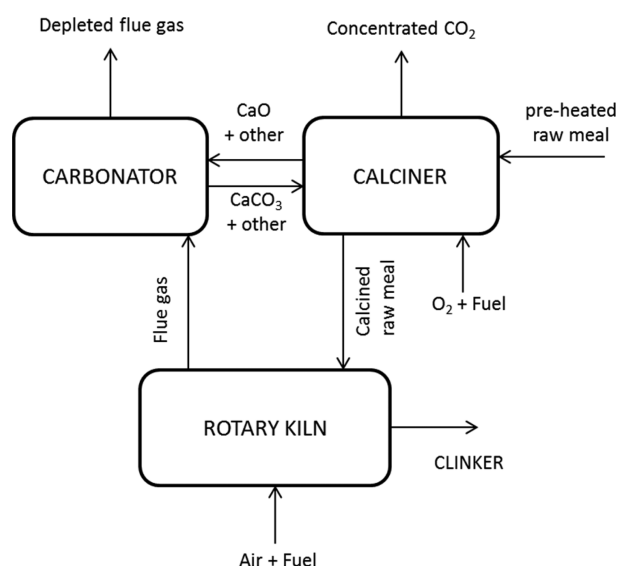 Depleted flue gas
Concentrated CO₂
CaO
+ other
pre-heated
raw meal
CARBONATOR
CALCINER
CaCO₃
+ other
Flue gas
Calcined
raw meal
O₂ + Fuel
ROTARY KILN
CLINKER
Air + Fuel